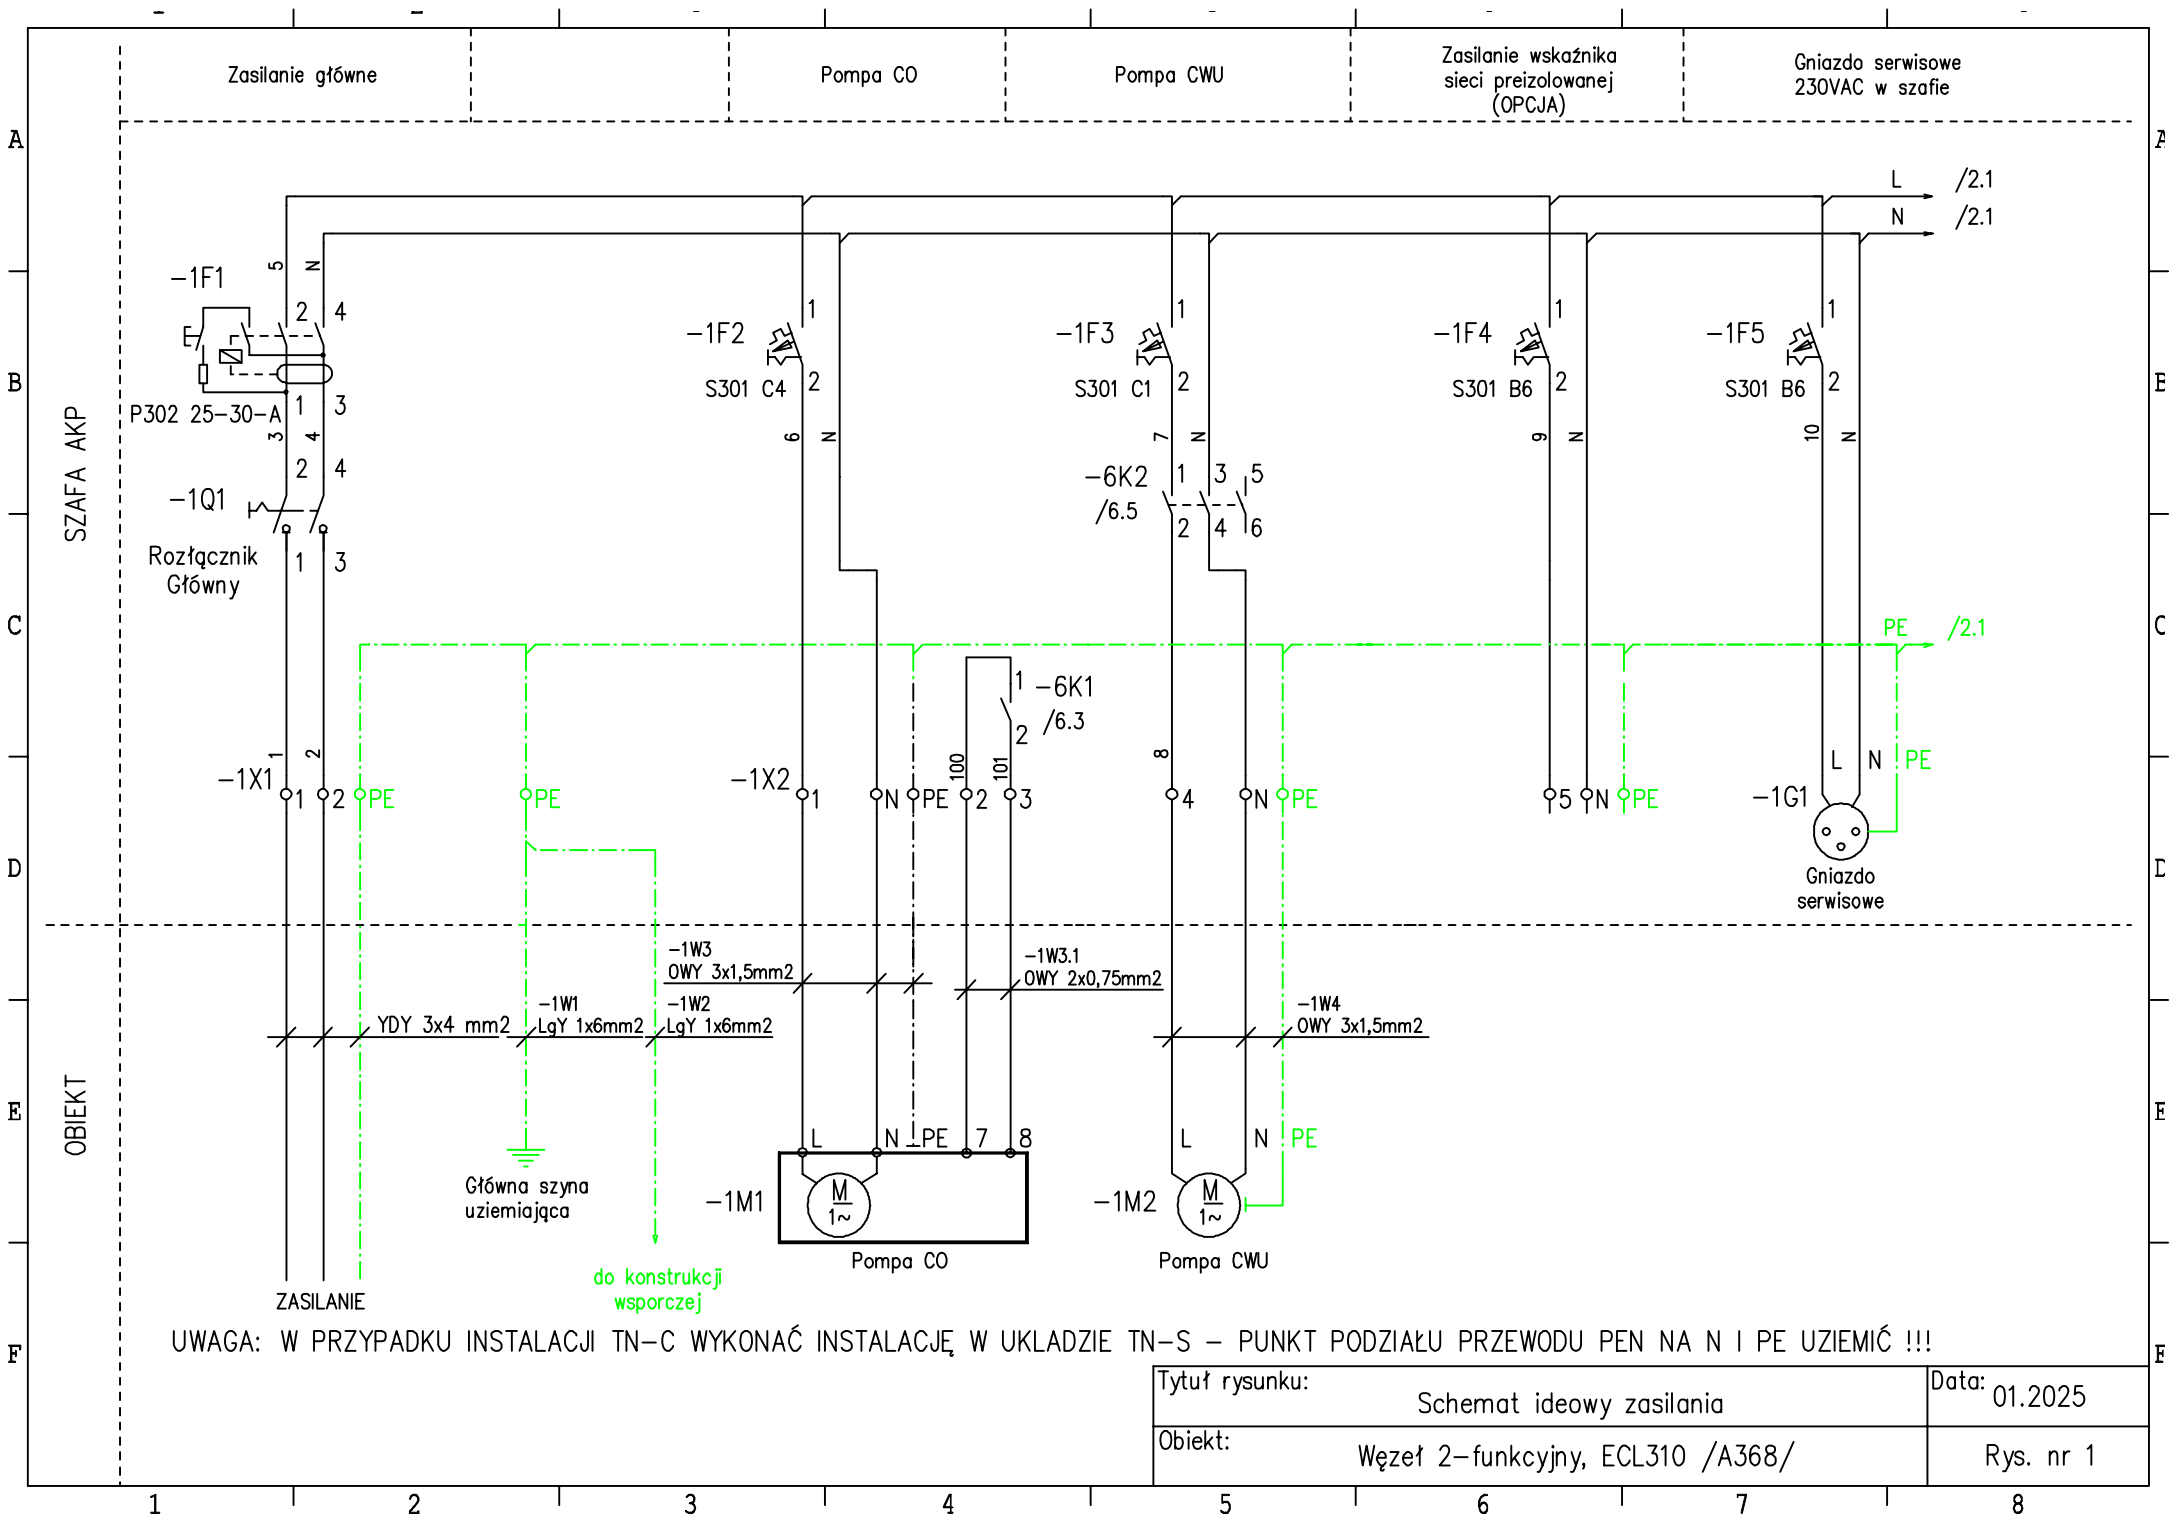 Zasilanie główne
Pompa CO
Pompa CWU
Zasilanie wskaźnika
sieci preizolowanej
(OPCJA)
Gniazdo serwisowe
230VAC w szafie
A
A
L
/2.1
N
/2.1
5
N
-1F1
2
4
1
1
1
1
-1F2
-1F3
-1F4
-1F5
B
S301 C4
2
S301 C1
2
S301 B6
2
S301 B6
2
B
P302 25-30-A
1
3
3
4
6
N
7
N
9
N
10
N
SZAFA AKP
2
4
-6K2
1
3
5
/6.5
-1Q1
2
4
6
Rozłącznik
Główny
1
3
C
PE
/2.1
C
1
-6K1
/6.3
2
1
2
100
101
8
L
N
PE
-1X1
1
2
PE
PE
-1X2
1
N
PE
2
3
4
N
PE
5
N
PE
-1G1
D
Gniazdo
serwisowe
D
-1W3
OWY 3x1,5mm2
-1W3.1
OWY 2x0,75mm2
YDY 3x4 mm2
-1W1
LgY 1x6mm2
-1W2
LgY 1x6mm2
-1W4
OWY 3x1,5mm2
E
E
OBIEKT
L
N
PE
7
8
L
N
PE
Główna szyna
uziemiająca
-1M1
M
1~
-1M2
M
1~
Pompa CO
Pompa CWU
do konstrukcji
wsporczej
ZASILANIE
F
UWAGA: W PRZYPADKU INSTALACJI TN-C WYKONAĆ INSTALACJĘ W UKLADZIE TN-S - PUNKT PODZIAŁU PRZEWODU PEN NA N I PE UZIEMIĆ !!!
F
Tytuł rysunku:
Schemat ideowy zasilania
Data:
01.2025
Obiekt:
Węzeł 2-funkcyjny, ECL310 /A368/
Rys. nr 1
1
2
3
4
5
6
7
8